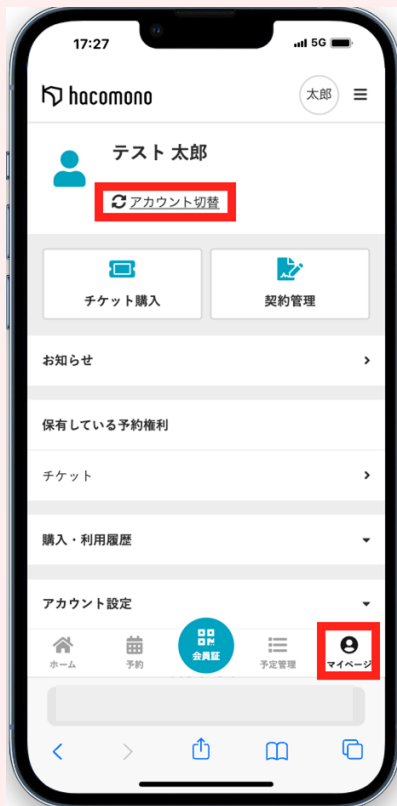 17:27
5G
hacomono
太郎
テスト 太郎
アカウント切替
チケット購入
契約管理
お知らせ
保有している予約権利
チケット
購入・利用履歴
アカウント設定
ホーム
予約
会員証
予定管理
マイページ